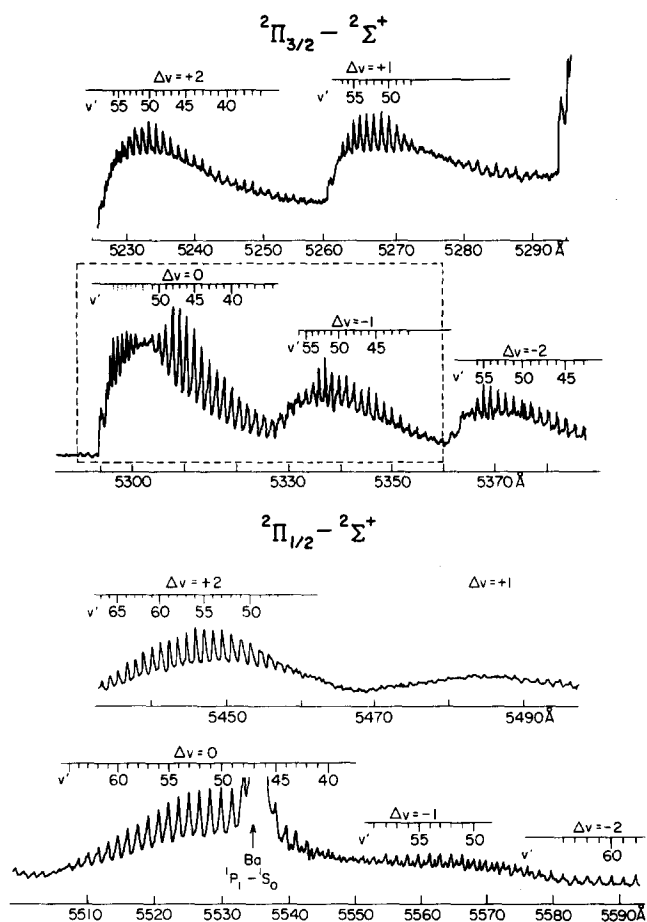 ²Π₃/₂ – ²Σ⁺
Δv = +2
v' 55 50 45 40
Δv = +1
v' 55 50
5230 5240 5250 5260 5270 5280 5290 Å
Δv = 0
v' 50 45 40
Δv = -1
v' 55 50 45
Δv = -2
v' 55 50 45
5300 5330 5350 5370 Å
²Π₁/₂ – ²Σ⁺
Δv = +2
v' 65 60 55 50
Δv = +1
5450 5470 5490 Å
Δv = 0
v' 60 55 50 45 40
Δv = -1
v' 55 50
Δv = -2
v' 60
Ba
¹P₁ – ¹S₀
5510 5520 5530 5540 5550 5560 5570 5580 5590 Å